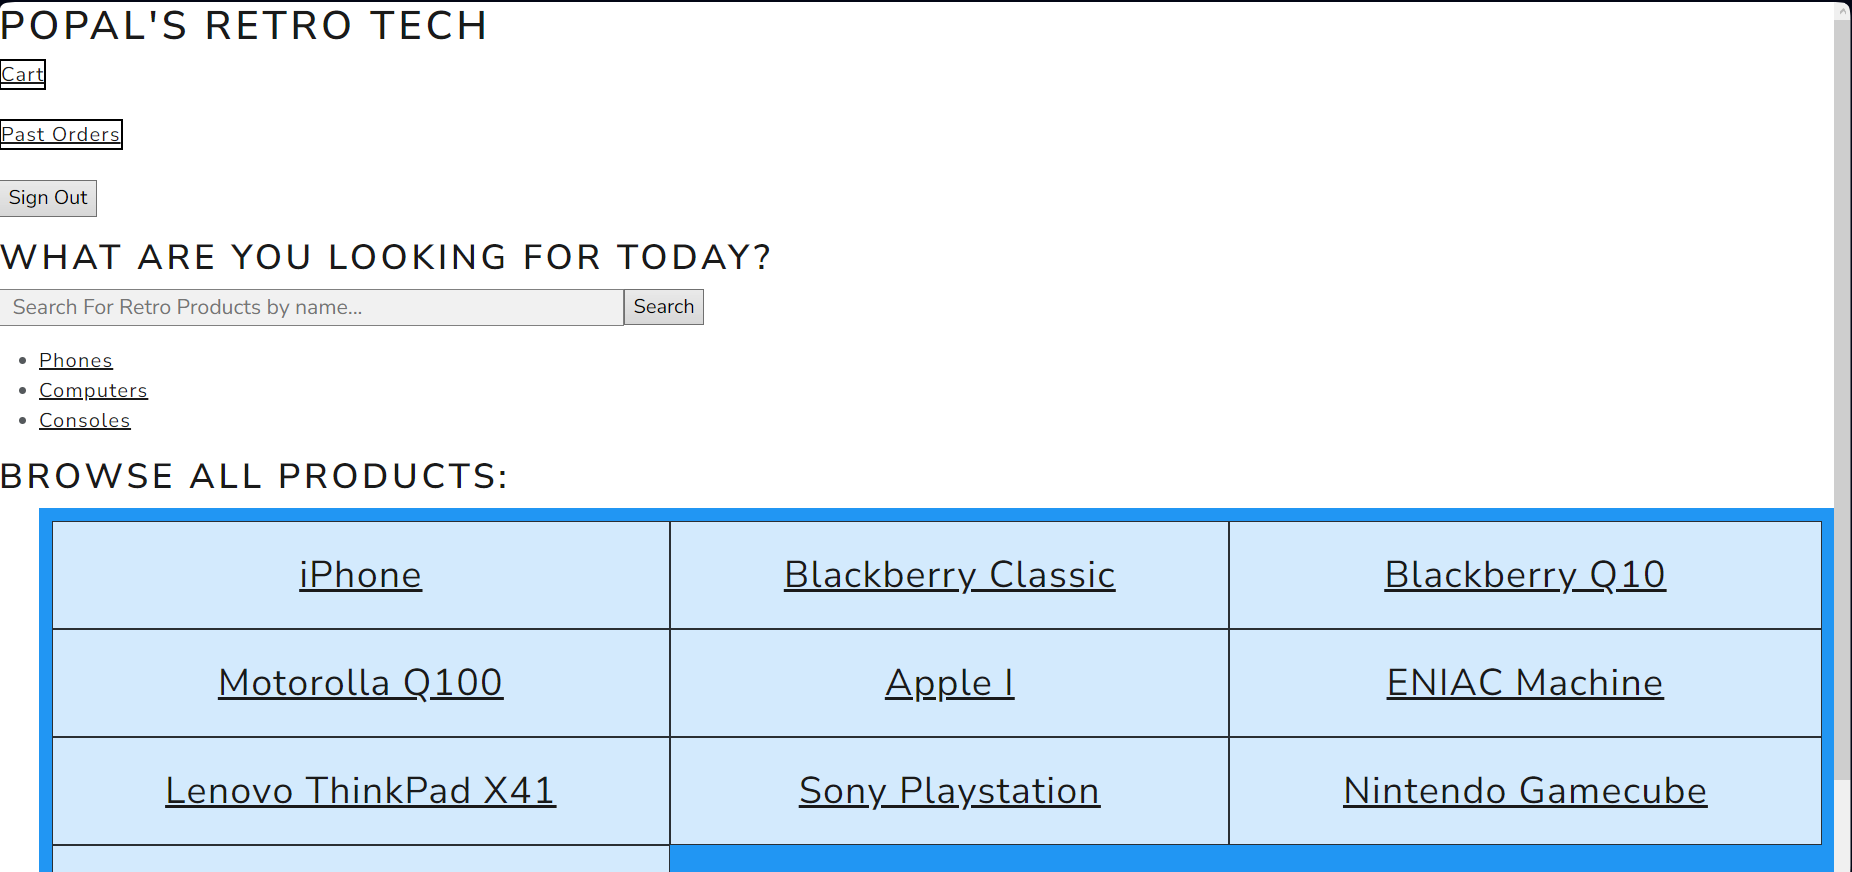 POPAL'S RETRO TECH
Cart
Past Orders
Sign Out
WHAT ARE YOU LOOKING FOR TODAY?
Search For Retro Products by name... Search
Phones
Computers
Consoles
BROWSE ALL PRODUCTS:
iPhone Blackberry Classic Blackberry Q10
Motorolla Q100 Apple I ENIAC Machine
Lenovo ThinkPad X41 Sony Playstation Nintendo Gamecube